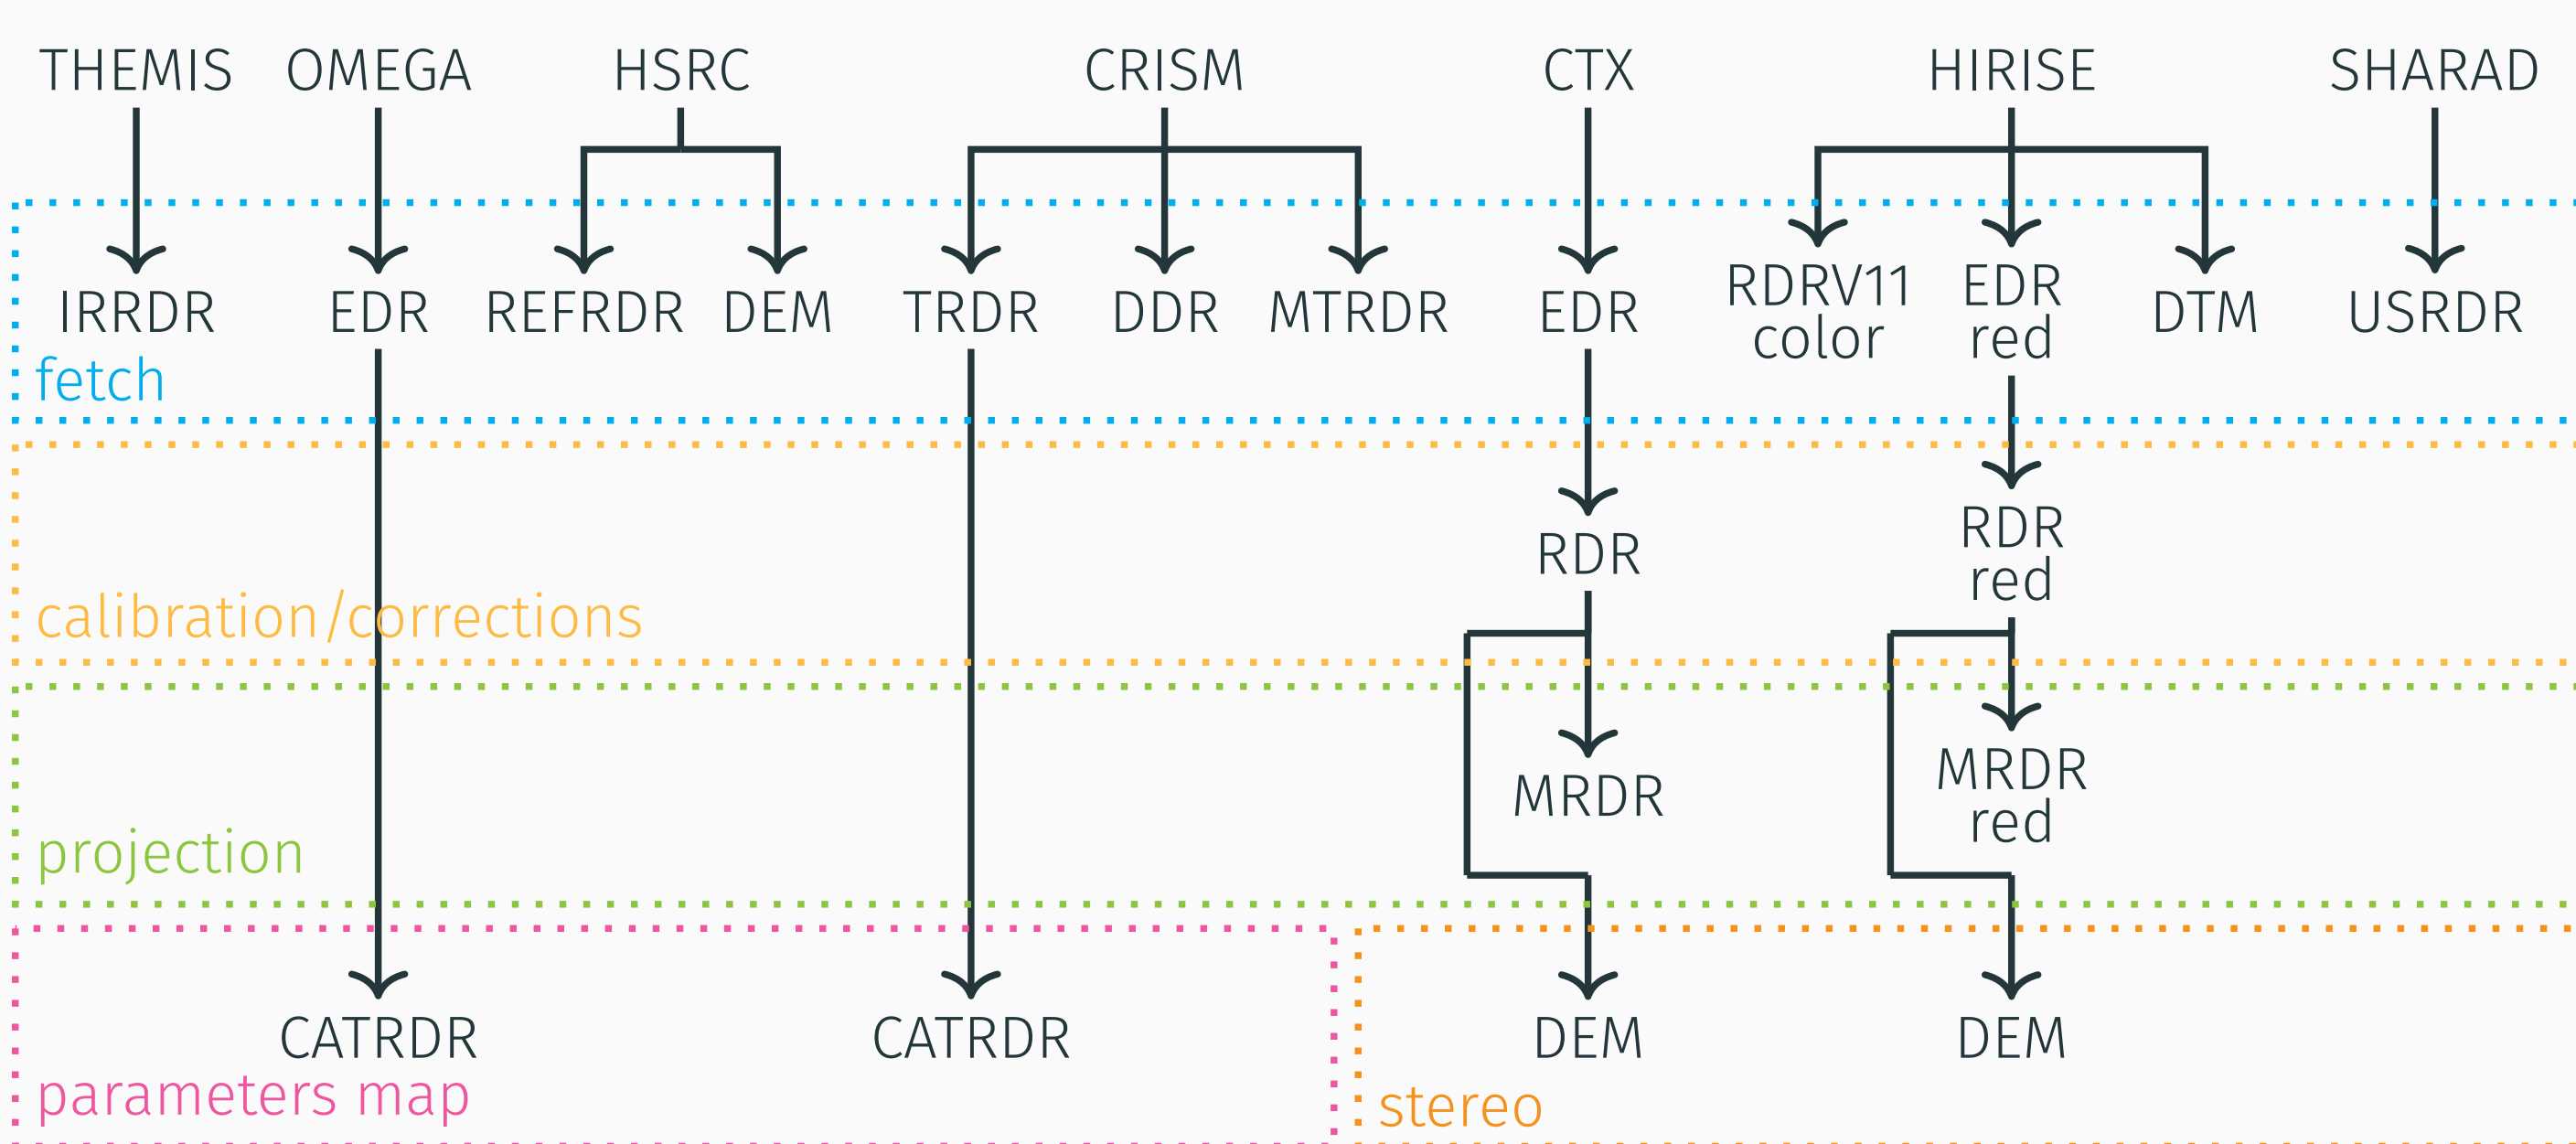 THEMIS OMEGA HSRC CRISM CTX HIRISE SHARAD
IRRDR EDR REFRDR DEM TRDR DDR MTRDR EDR RDRV11 color EDR red DTM USRDR
fetch
RDR RDR red
calibration/corrections
MRDR MRDR red
projection
CATRDR CATRDR DEM DEM
parameters map stereo